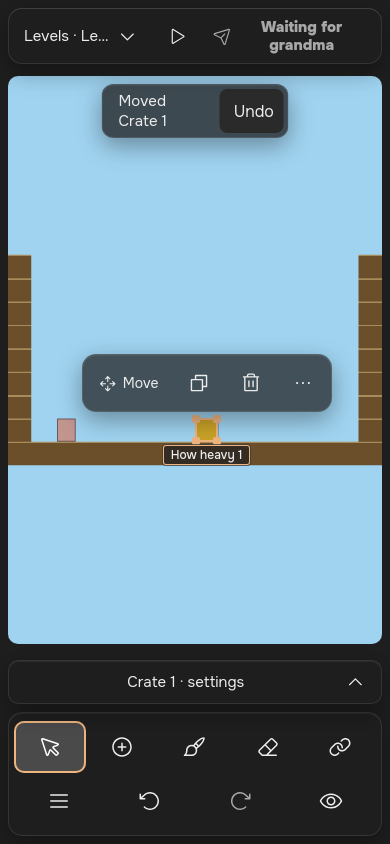 Levels · Le...
Waiting for
grandma
Moved
Crate 1
Undo
Move
How heavy 1
Crate 1 · settings